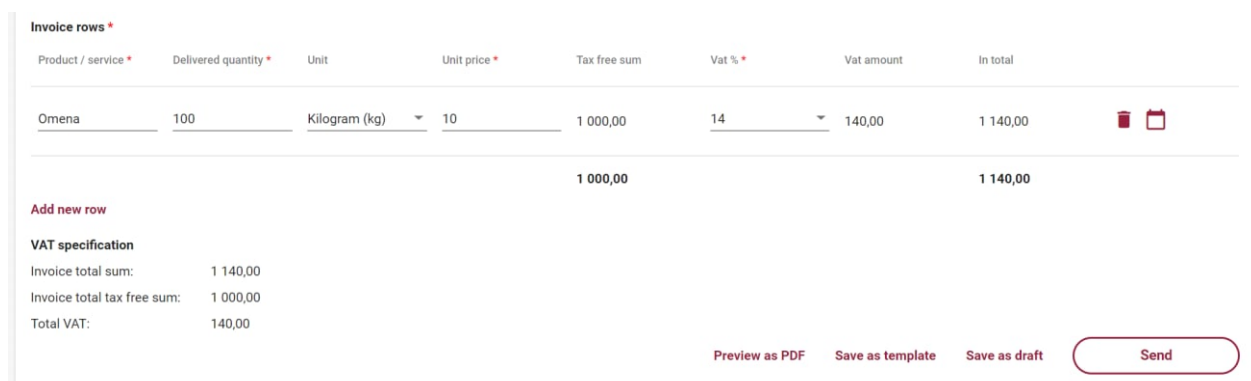 Invoice rows *
Product / service * Delivered quantity * Unit Unit price * Tax free sum Vat % * Vat amount In total
Omena 100 Kilogram (kg) 10 1 000,00 14 140,00 1 140,00
1 000,00 1 140,00
Add new row
VAT specification
Invoice total sum: 1 140,00
Invoice total tax free sum: 1 000,00
Total VAT: 140,00
Preview as PDF Save as template Save as draft Send